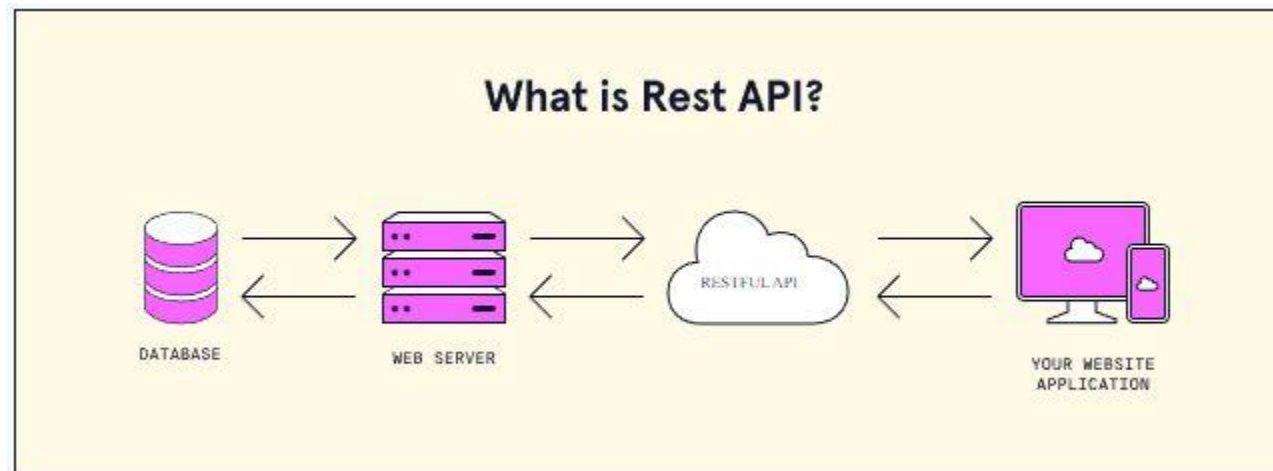 What is Rest API?
RESTFUL API
DATABASE
WEB SERVER
YOUR WEBSITE
APPLICATION